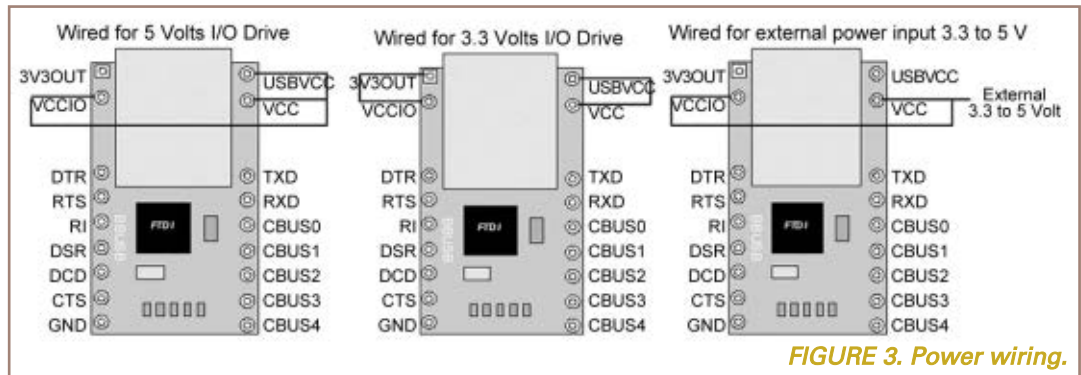 Wired for 5 Volts I/O Drive
3V3OUT
USBVCC
VCCIO
VCC
DTR
TXD
RTS
RXD
RI
CBUS0
DSR
CBUS1
DCD
CBUS2
CTS
CBUS3
GND
CBUS4
FTDI
Wired for 3.3 Volts I/O Drive
3V3OUT
USBVCC
VCCIO
VCC
DTR
TXD
RTS
RXD
RI
CBUS0
DSR
CBUS1
DCD
CBUS2
CTS
CBUS3
GND
CBUS4
FTDI
Wired for external power input 3.3 to 5 V
3V3OUT
USBVCC
VCCIO
VCC
External
3.3 to 5 Volt
DTR
TXD
RTS
RXD
RI
CBUS0
DSR
CBUS1
DCD
CBUS2
CTS
CBUS3
GND
CBUS4
FTDI
FIGURE 3. Power wiring.